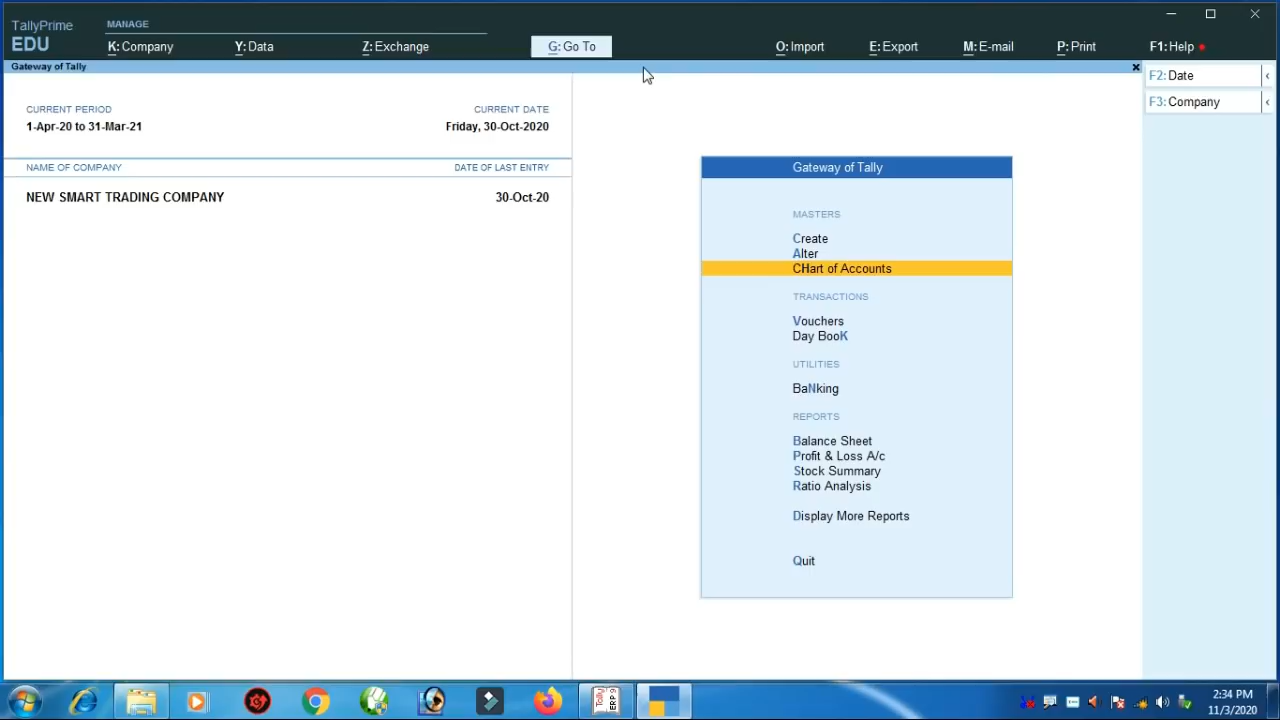 TallyPrime
EDU
MANAGE
K: Company
Y: Data
Z: Exchange
G: Go To
O: Import
E: Export
M: E-mail
P: Print
F1: Help
Gateway of Tally
F2: Date
F3: Company
CURRENT PERIOD
CURRENT DATE
1-Apr-20 to 31-Mar-21
Friday, 30-Oct-2020
NAME OF COMPANY
DATE OF LAST ENTRY
NEW SMART TRADING COMPANY
30-Oct-20
Gateway of Tally
MASTERS
Create
Alter
CHart of Accounts
TRANSACTIONS
Vouchers
Day BooK
UTILITIES
BaNking
REPORTS
Balance Sheet
Profit & Loss A/c
Stock Summary
Ratio Analysis
Display More Reports
Quit
Tally
ERP 9
2:34 PM
11/3/2020